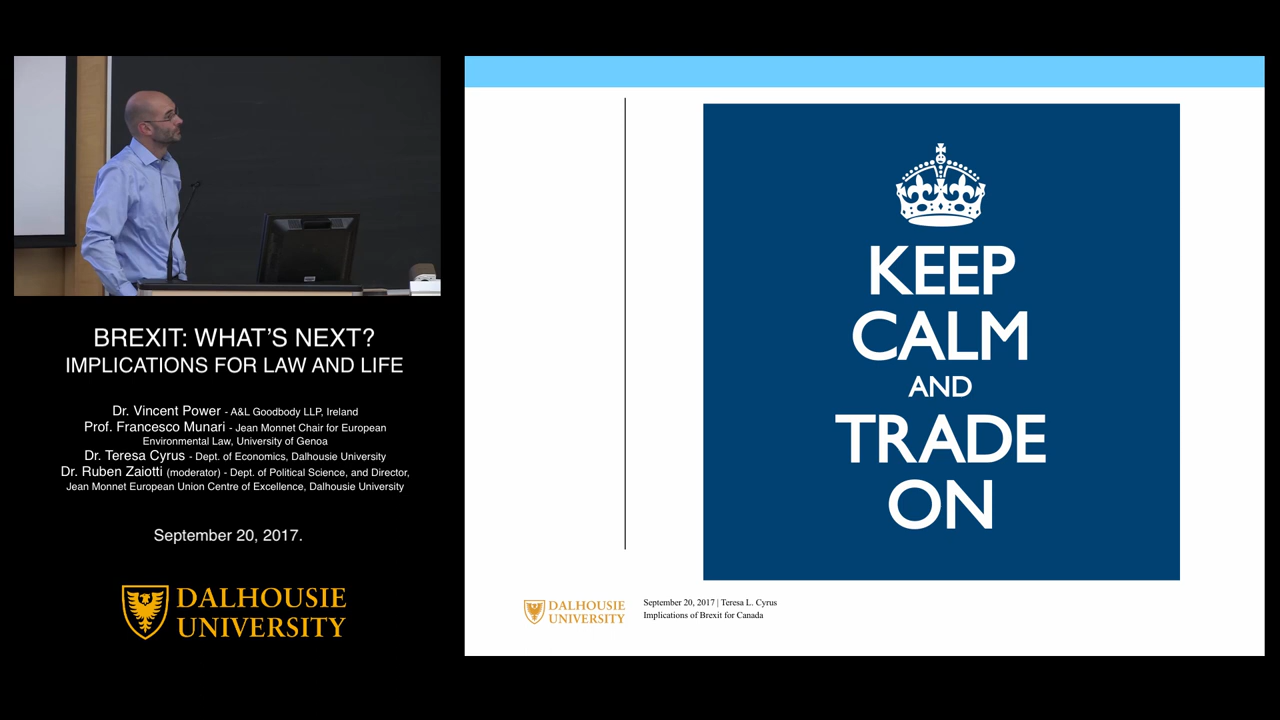 BREXIT: WHAT'S NEXT?
IMPLICATIONS FOR LAW AND LIFE
Dr. Vincent Power - A&L Goodbody LLP, Ireland
Prof. Francesco Munari - Jean Monnet Chair for European
Environmental Law, University of Genoa
Dr. Teresa Cyrus - Dept. of Economics, Dalhousie University
Dr. Ruben Zaiotti (moderator) - Dept. of Political Science, and Director,
Jean Monnet European Union Centre of Excellence, Dalhousie University
September 20, 2017.
DALHOUSIE
UNIVERSITY
KEEP
CALM
AND
TRADE
ON
DALHOUSIE
UNIVERSITY
September 20, 2017 | Teresa L. Cyrus
Implications of Brexit for Canada